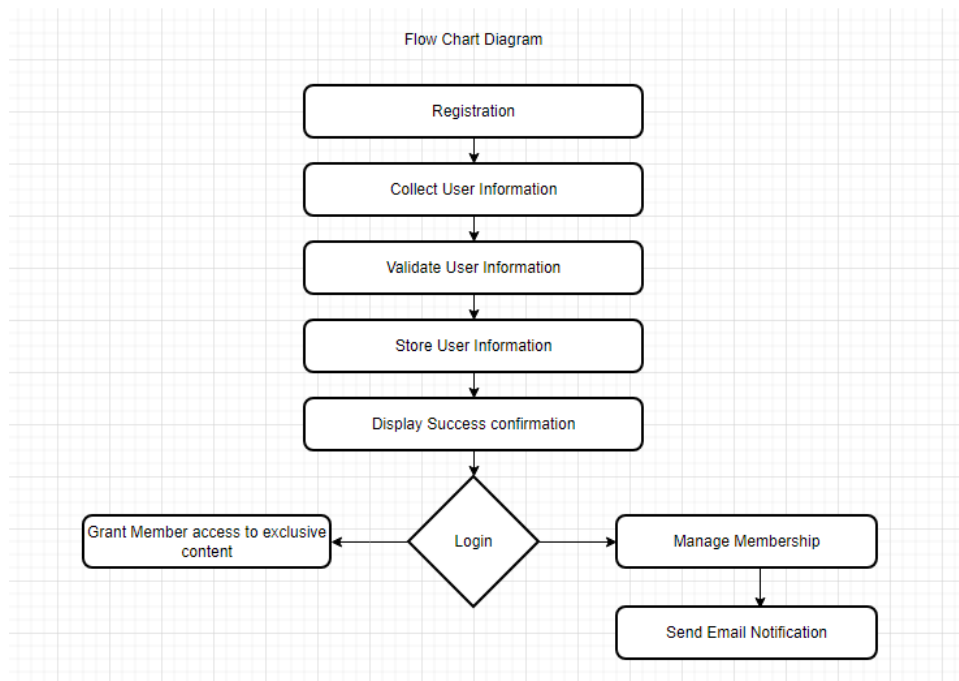 Flow Chart Diagram
Registration
Collect User Information
Validate User Information
Store User Information
Display Success confirmation
Grant Member access to exclusive
content
Login
Manage Membership
Send Email Notification